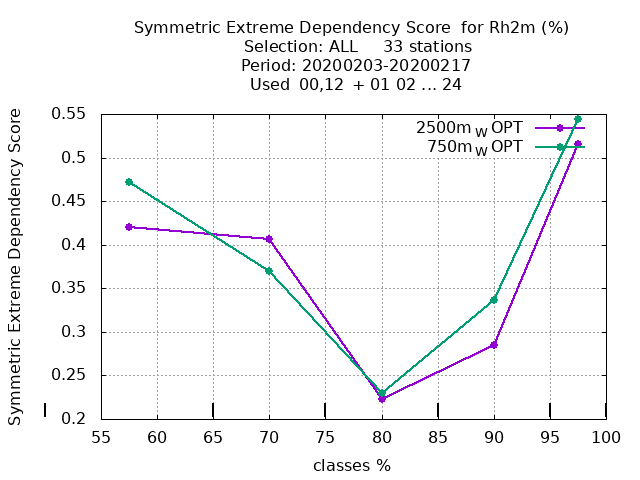 Symmetric Extreme Dependency Score for Rh2m (%)
Selection: ALL 33 stations
Period: 20200203-20200217
Used 00,12 + 01 02 ... 24
Symmetric Extreme Dependency Score
0.55
0.5
0.45
0.4
0.35
0.3
0.25
0.2
2500m_W OPT
750m_W OPT
55 60 65 70 75 80 85 90 95 100
classes %